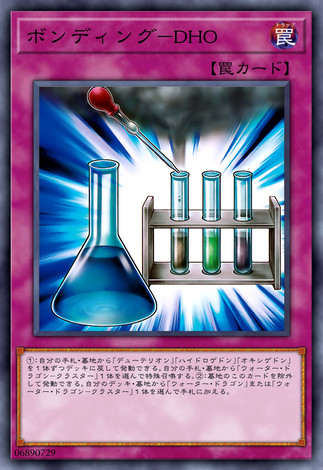 ボンディング－DHO
トラップ
罠
【罠カード】
①:自分の手札・墓地から「デューテリオン」「ハイドロゲドン」「オキシゲドン」
を１体ずつデッキに戻して発動できる。自分の手札・墓地から「ウォーター・ド
ラゴン－クラスター」１体を選んで特殊召喚する。②:墓地のこのカードを除外
して発動できる。自分のデッキ・墓地から「ウォーター・ドラゴン」または「ウォ
ーター・ドラゴン－クラスター」１体を選んで手札に加える。
06890729